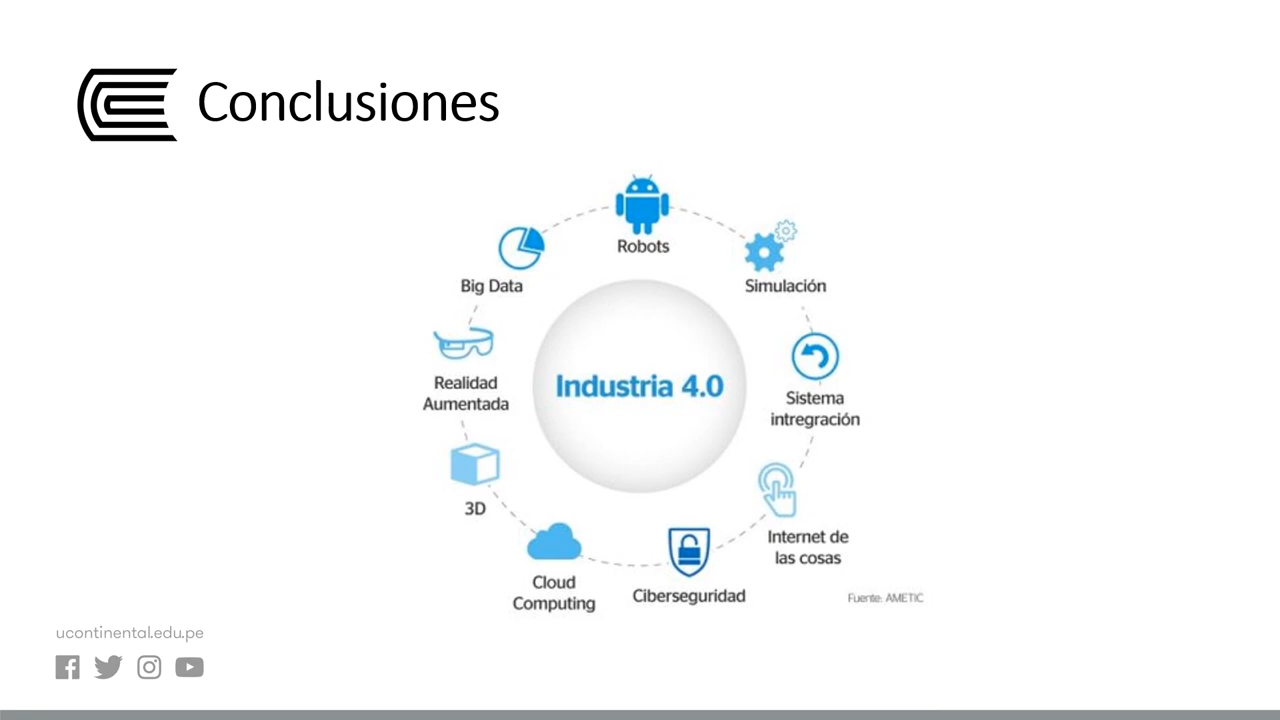 Conclusiones
Robots
Simulación
Sistema
intregración
Internet de
las cosas
Ciberseguridad
Cloud
Computing
3D
Realidad
Aumentada
Big Data
Industria 4.0
Fuente: AMETIC
ucontinental.edu.pe